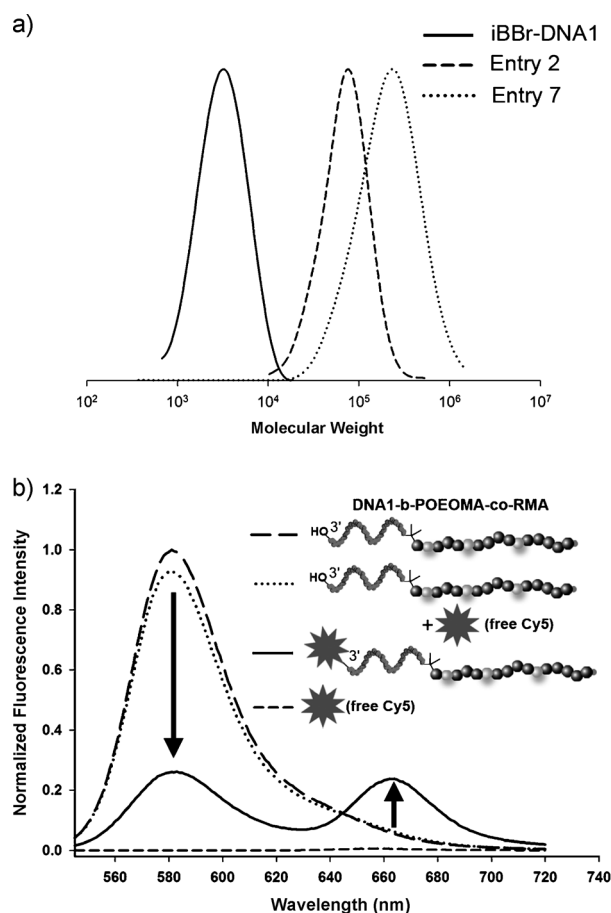 a)
iBBr-DNA1
Entry 2
Entry 7
10² 10³ 10⁴ 10⁵ 10⁶ 10⁷
Molecular Weight
b)
Normalized Fluorescence Intensity
1.2
1.0
0.8
0.6
0.4
0.2
0.0
DNA1-b-POEOMA-co-RMA
HO 3'
HO 3'
+ (free Cy5)
3'
(free Cy5)
560 580 600 620 640 660 680 700 720 740
Wavelength (nm)